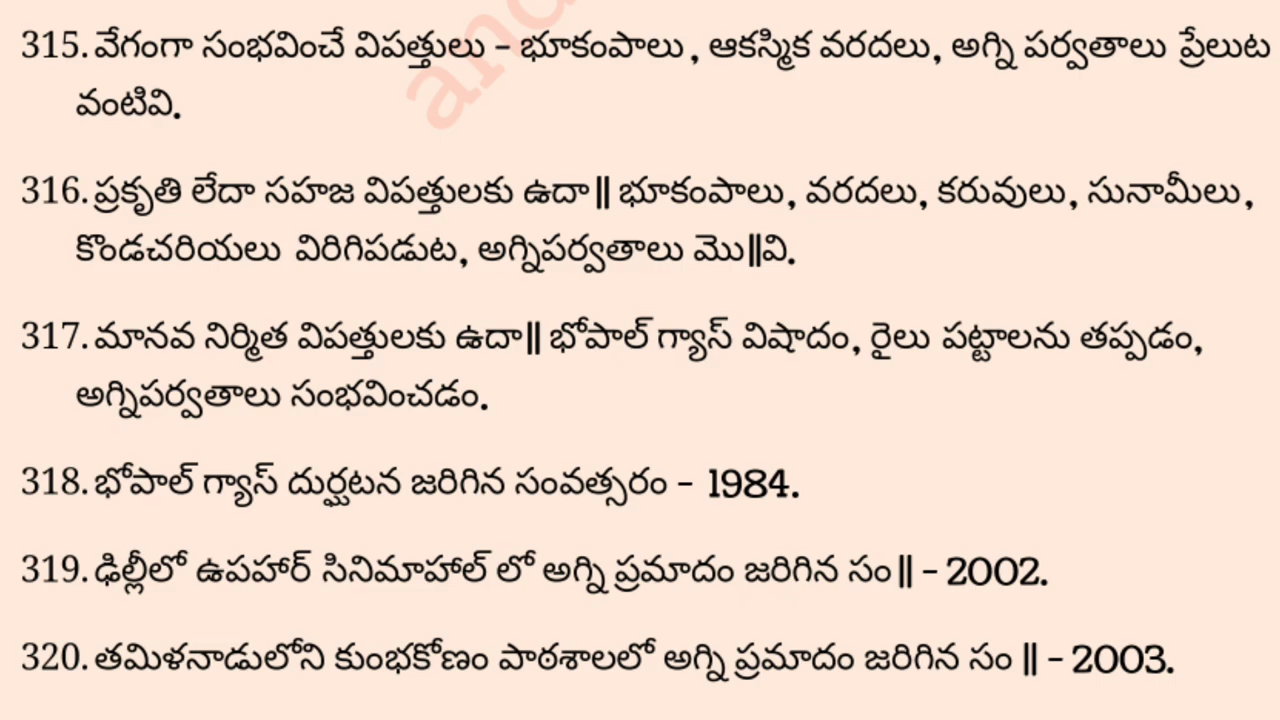 and
315. వేగంగా సంభవించే విపత్తులు - భూకంపాలు, ఆకస్మిక వరదలు, అగ్ని పర్వతాలు ప్రేలుట
వంటివి.
316. ప్రకృతి లేదా సహజ విపత్తులకు ఉదా|| భూకంపాలు, వరదలు, కరువులు, సునామీలు,
కొండచరియలు విరిగిపడుట, అగ్నిపర్వతాలు మొ||వి.
317. మానవ నిర్మిత విపత్తులకు ఉదా|| భోపాల్ గ్యాస్ విషాదం, రైలు పట్టాలను తప్పడం,
అగ్నిపర్వతాలు సంభవించడం.
318. భోపాల్ గ్యాస్ దుర్ఘటన జరిగిన సంవత్సరం - 1984.
319. ఢిల్లీలో ఉపహార్ సినిమాహాల్ లో అగ్ని ప్రమాదం జరిగిన సం|| - 2002.
320. తమిళనాడులోని కుంభకోణం పాఠశాలలో అగ్ని ప్రమాదం జరిగిన సం || - 2003.